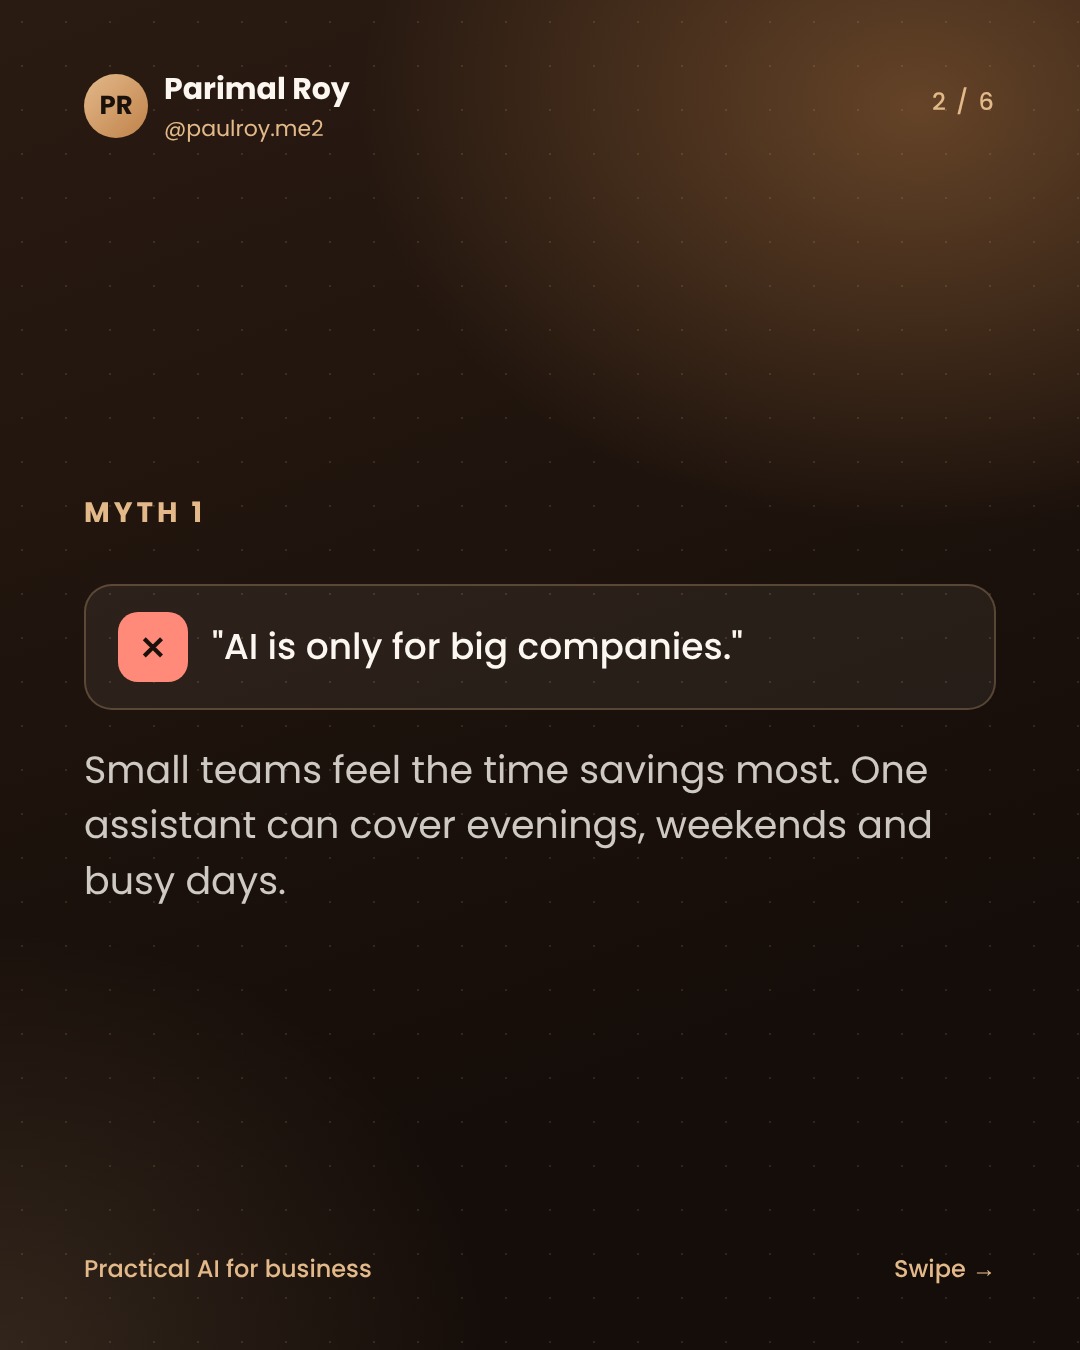 PR
Parimal Roy
@paulroy.me2
2 / 6
MYTH 1
✕ "AI is only for big companies."
Small teams feel the time savings most. One
assistant can cover evenings, weekends and
busy days.
Practical AI for business
Swipe →